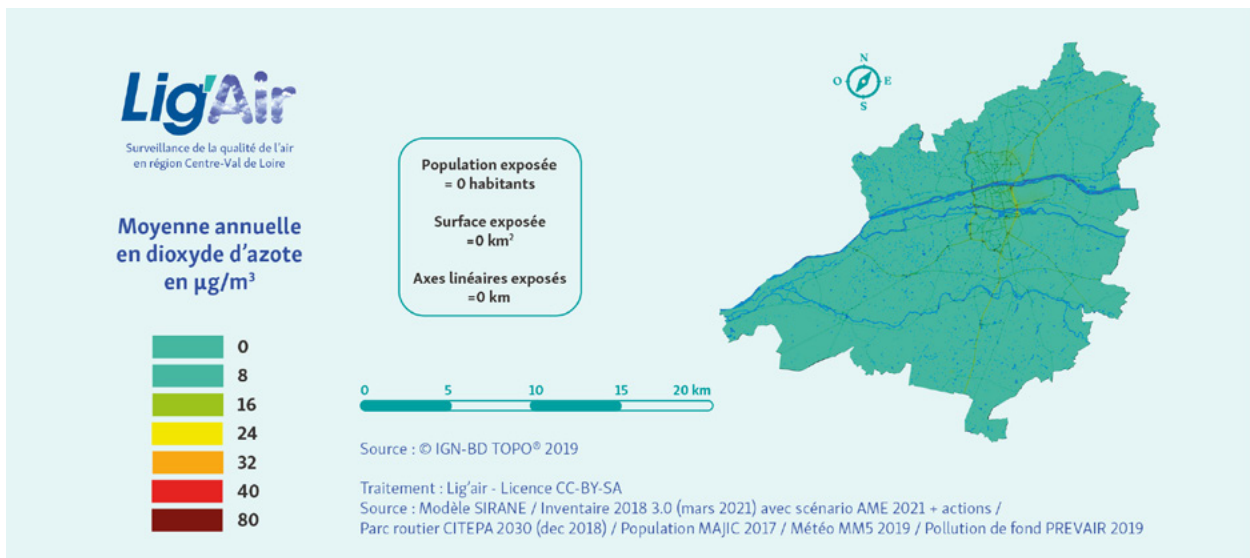 Lig'Air
Surveillance de la qualité de l'air
en région Centre-Val de Loire
Moyenne annuelle
en dioxyde d'azote
en µg/m³
0
8
16
24
32
40
80
Population exposée
= 0 habitants
Surface exposée
=0 km²
Axes linéaires exposés
=0 km
0 5 10 15 20 km
Source : © IGN-BD TOPO® 2019
Traitement : Lig'air - Licence CC-BY-SA
Source : Modèle SIRANE / Inventaire 2018 3.0 (mars 2021) avec scénario AME 2021 + actions /
Parc routier CITEPA 2030 (dec 2018) / Population MAJIC 2017 / Météo MM5 2019 / Pollution de fond PREVAIR 2019
N
O E
S